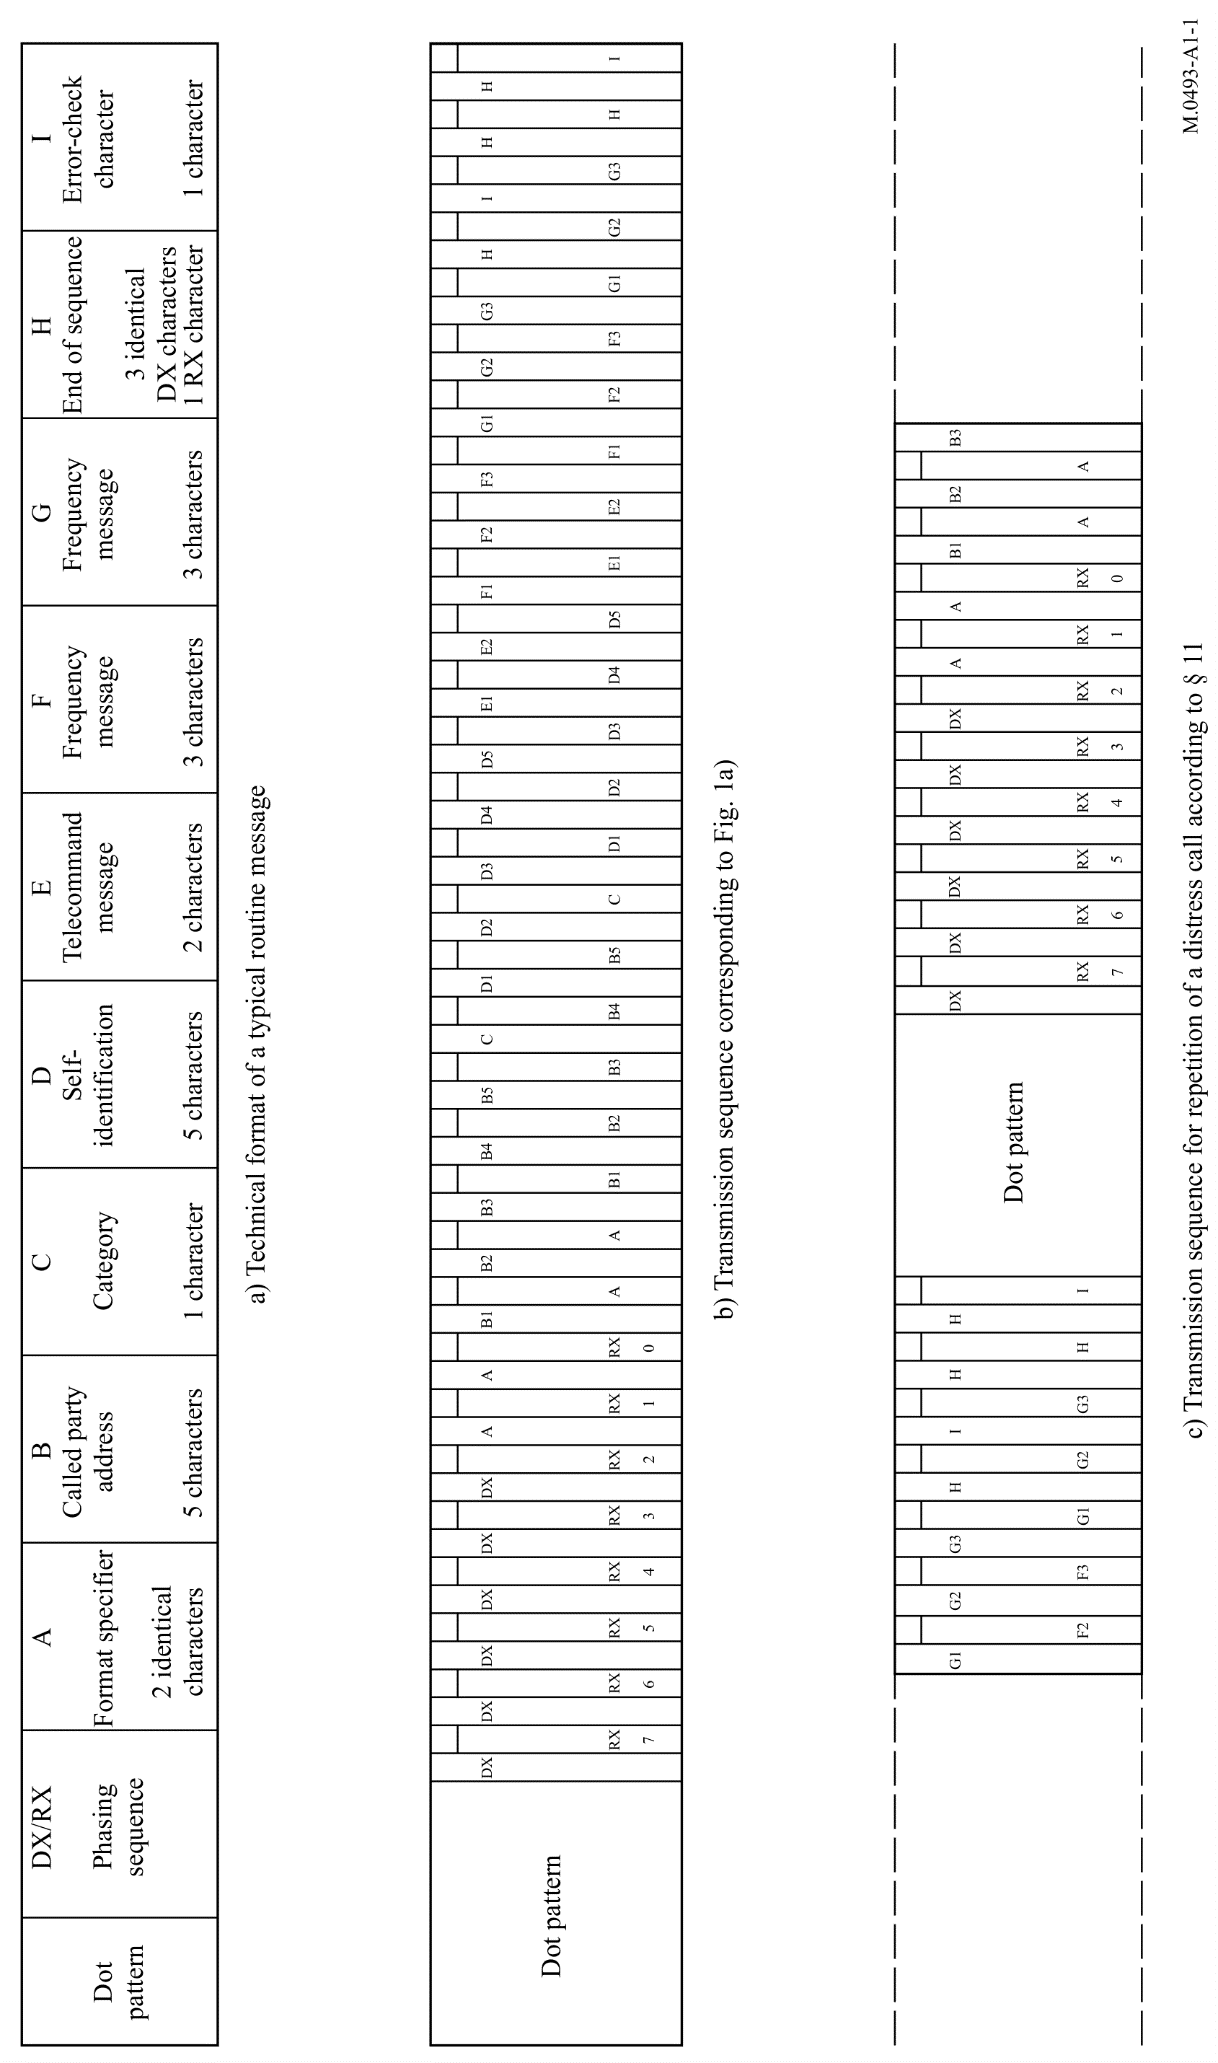 Dot
pattern
DX/RX
Phasing
sequence
A
Format specifier
2 identical
characters
B
Called party
address
5 characters
C
Category
1 character
D
Self-
identification
5 characters
E
Telecommand
message
2 characters
F
Frequency
message
3 characters
G
Frequency
message
3 characters
H
End of sequence
3 identical
DX characters
1 RX character
I
Error-check
character
1 character
a) Technical format of a typical routine message
Dot pattern
DX DX DX DX DX DX A A B1 B2 B3 B4 B5 C D1 D2 D3 D4 D5 E1 E2 F1 F2 F3 G1 G2 G3 H I H H
RX RX RX RX RX RX RX RX A A B1 B2 B3 B4 B5 C D1 D2 D3 D4 D5 E1 E2 F1 F2 F3 G1 G2 G3 H I
7 6 5 4 3 2 1 0
b) Transmission sequence corresponding to Fig. 1a)
G1 G2 G3 H I H H
F2 F3 G1 G2 G3 H I
Dot pattern
DX DX DX DX DX DX A A B1 B2 B3
RX RX RX RX RX RX RX RX A A
7 6 5 4 3 2 1 0
c) Transmission sequence for repetition of a distress call according to § 11
M.0493-A1-1